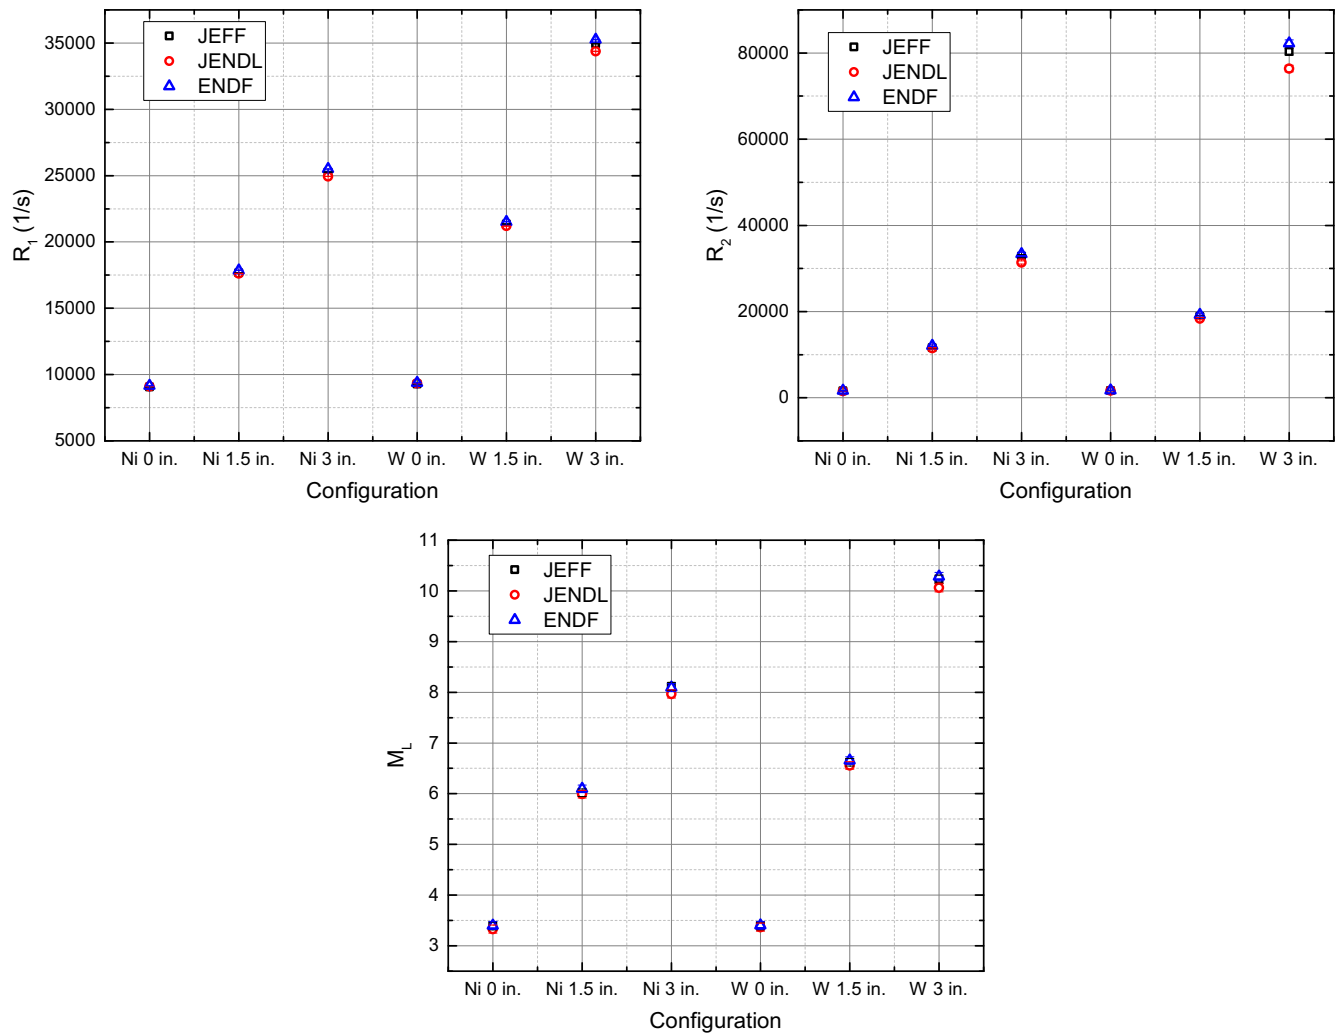 35000
30000
25000
20000
15000
10000
5000
R1 (1/s)
JEFF
JENDL
ENDF
Ni 0 in. Ni 1.5 in. Ni 3 in. W 0 in. W 1.5 in. W 3 in.
Configuration
80000
60000
40000
20000
0
R2 (1/s)
JEFF
JENDL
ENDF
Ni 0 in. Ni 1.5 in. Ni 3 in. W 0 in. W 1.5 in. W 3 in.
Configuration
11
10
9
8
7
6
5
4
3
ML
JEFF
JENDL
ENDF
Ni 0 in. Ni 1.5 in. Ni 3 in. W 0 in. W 1.5 in. W 3 in.
Configuration